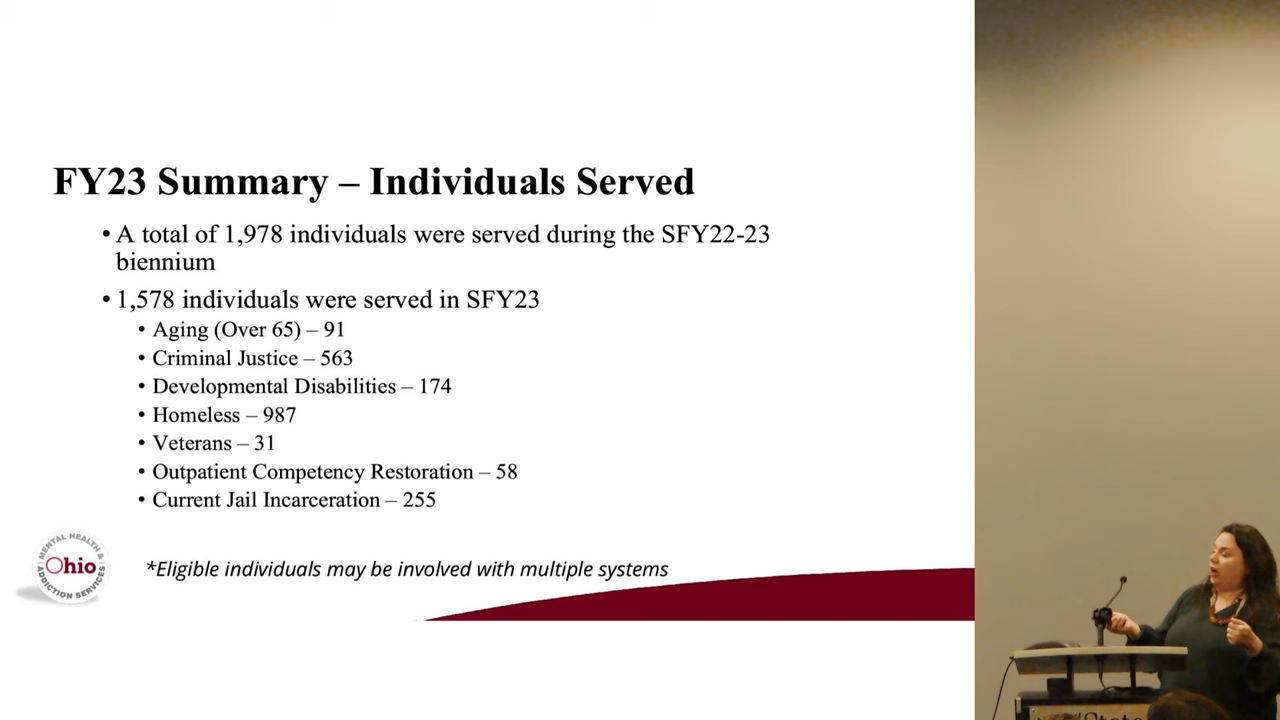 FY23 Summary – Individuals Served
• A total of 1,978 individuals were served during the SFY22-23
biennium
• 1,578 individuals were served in SFY23
• Aging (Over 65) – 91
• Criminal Justice – 563
• Developmental Disabilities – 174
• Homeless – 987
• Veterans – 31
• Outpatient Competency Restoration – 58
• Current Jail Incarceration – 255
MENTAL HEALTH &
Ohio
ADDICTION SERVICES
*Eligible individuals may be involved with multiple systems
State